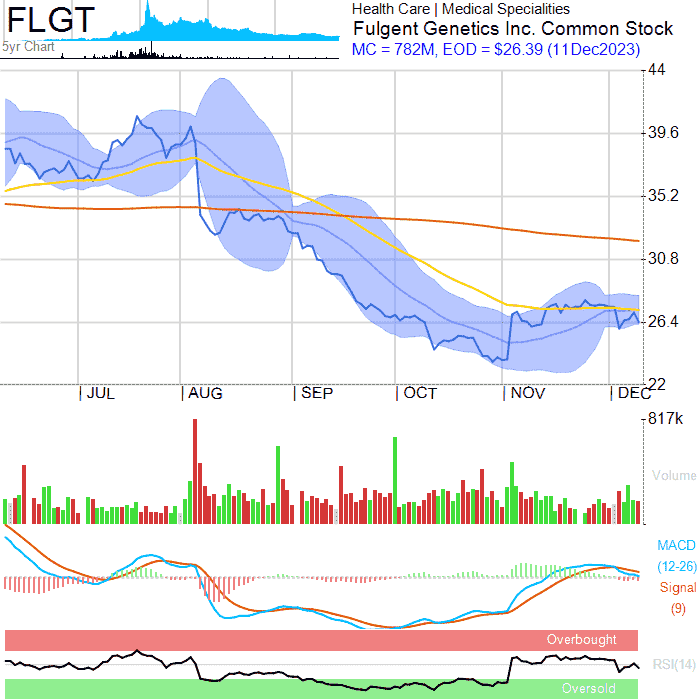 FLGT
5yr Chart
Health Care | Medical Specialities
Fulgent Genetics Inc. Common Stock
MC = 782M, EOD = $26.39 (11Dec2023)
44
39.6
35.2
30.8
26.4
22
| JUL | AUG | SEP | OCT | NOV | DEC
817k
Volume
MACD
(12-26)
Signal
(9)
Overbought
RSI(14)
Oversold